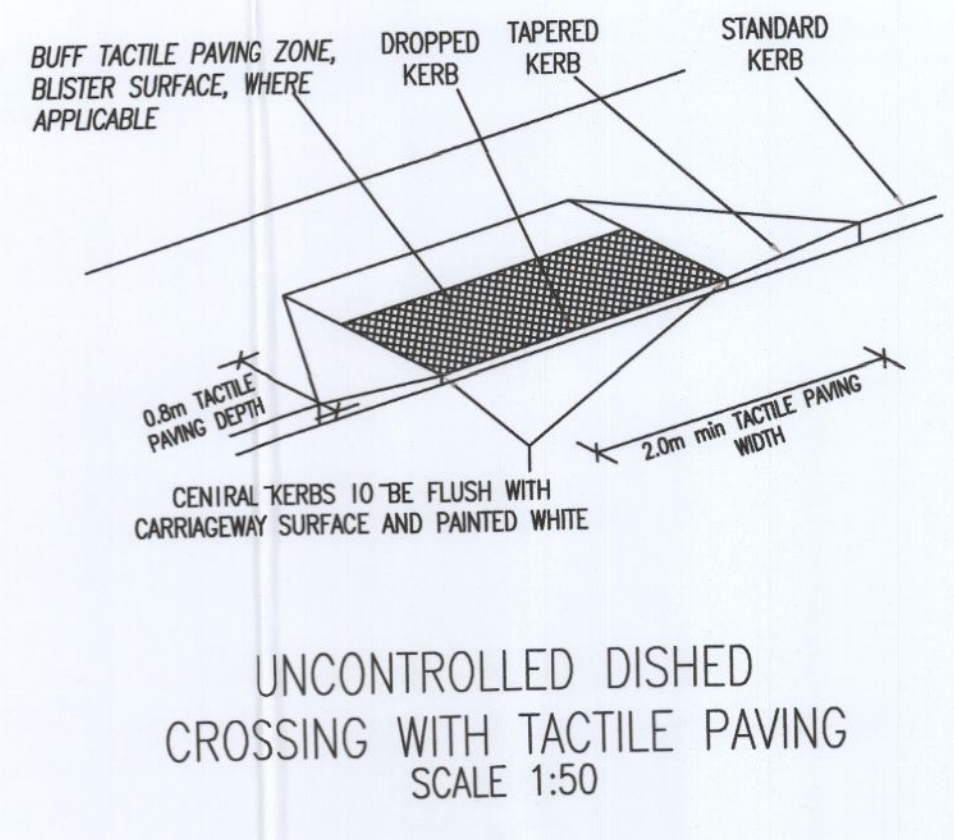 BUFF TACTILE PAVING ZONE,
BLISTER SURFACE, WHERE
APPLICABLE
DROPPED
KERB
TAPERED
KERB
STANDARD
KERB
0.8m TACTILE
PAVING DEPTH
2.0m min TACTILE PAVING
WIDTH
CENTRAL KERBS TO BE FLUSH WITH
CARRIAGEWAY SURFACE AND PAINTED WHITE
UNCONTROLLED DISHED
CROSSING WITH TACTILE PAVING
SCALE 1:50